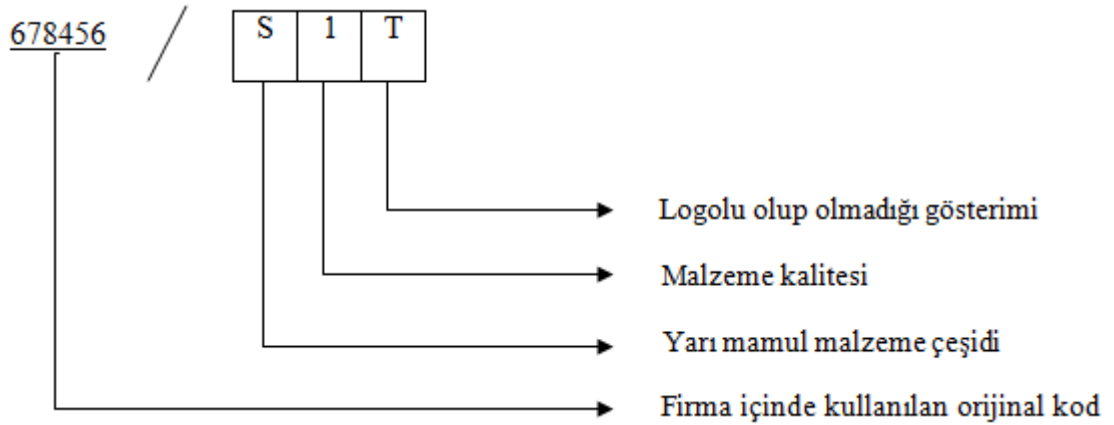 678456 / S 1 T
Logolu olup olmadığı gösterimi
Malzeme kalitesi
Yarı mamul malzeme çeşidi
Firma içinde kullanılan orijinal kod